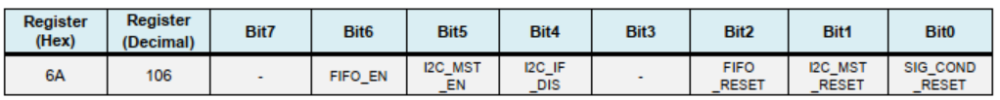 Register (Hex) Register (Decimal) Bit7 Bit6 Bit5 Bit4 Bit3 Bit2 Bit1 Bit0
6A 106 - FIFO_EN I2C_MST _EN I2C_IF _DIS - FIFO _RESET I2C_MST _RESET SIG_COND _RESET